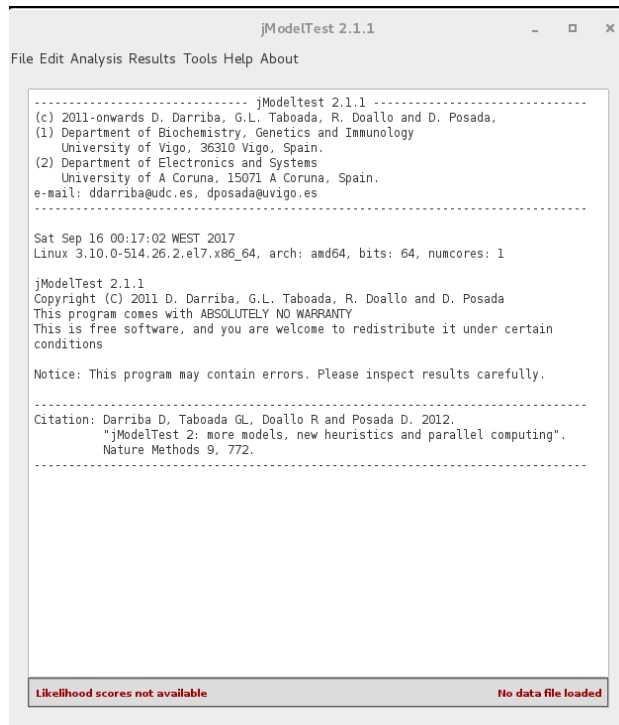 jModelTest 2.1.1
File Edit Analysis Results Tools Help About
------------------------------- jModeltest 2.1.1 -------------------------------
(c) 2011-onwards D. Darriba, G.L. Taboada, R. Doallo and D. Posada,
(1) Department of Biochemistry, Genetics and Immunology
University of Vigo, 36310 Vigo, Spain.
(2) Department of Electronics and Systems
University of A Coruna, 15071 A Coruna, Spain.
e-mail: ddarriba@udc.es, dposada@uvigo.es
--------------------------------------------------------------------------------
Sat Sep 16 00:17:02 WEST 2017
Linux 3.10.0-514.26.2.el7.x86_64, arch: amd64, bits: 64, numcores: 1
jModelTest 2.1.1
Copyright (C) 2011 D. Darriba, G.L. Taboada, R. Doallo and D. Posada
This program comes with ABSOLUTELY NO WARRANTY
This is free software, and you are welcome to redistribute it under certain
conditions
Notice: This program may contain errors. Please inspect results carefully.
--------------------------------------------------------------------------------
Citation: Darriba D, Taboada GL, Doallo R and Posada D. 2012.
"jModelTest 2: more models, new heuristics and parallel computing".
Nature Methods 9, 772.
--------------------------------------------------------------------------------
Likelihood scores not available No data file loaded